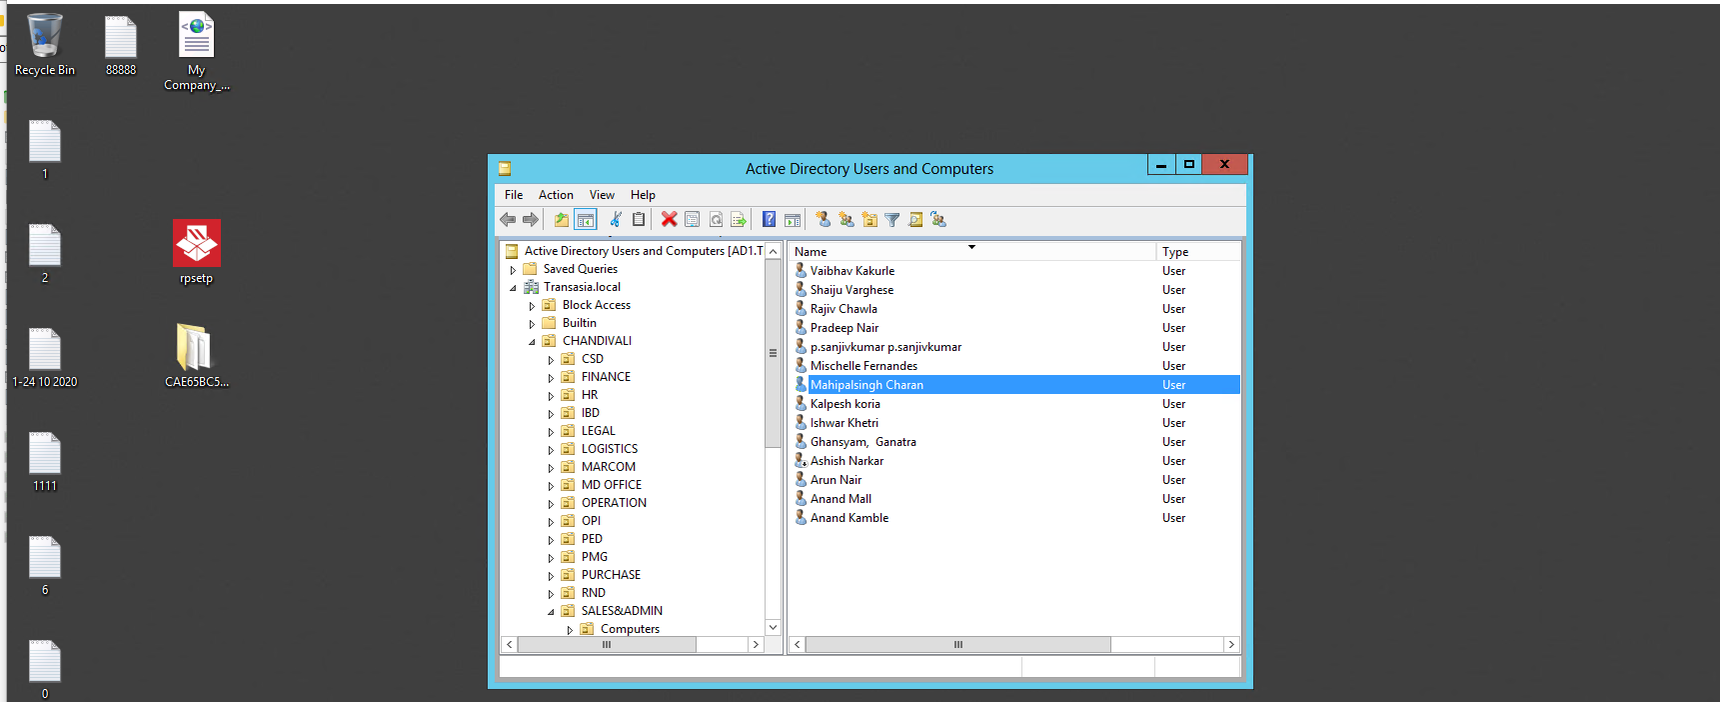 Recycle Bin
88888
My
Company_...
1
2
rpsetp
1-24 10 2020
CAE65BC5...
1111
6
0
Active Directory Users and Computers
File Action View Help
Active Directory Users and Computers [AD1.T
Saved Queries
Transasia.local
Block Access
Builtin
CHANDIVALI
CSD
FINANCE
HR
IBD
LEGAL
LOGISTICS
MARCOM
MD OFFICE
OPERATION
OPI
PED
PMG
PURCHASE
RND
SALES&ADMIN
Computers
Name Type
Vaibhav Kakurle User
Shaiju Varghese User
Rajiv Chawla User
Pradeep Nair User
p.sanjivkumar p.sanjivkumar User
Mischelle Fernandes User
Mahipalsingh Charan User
Kalpesh koria User
Ishwar Khetri User
Ghansyam, Ganatra User
Ashish Narkar User
Arun Nair User
Anand Mall User
Anand Kamble User